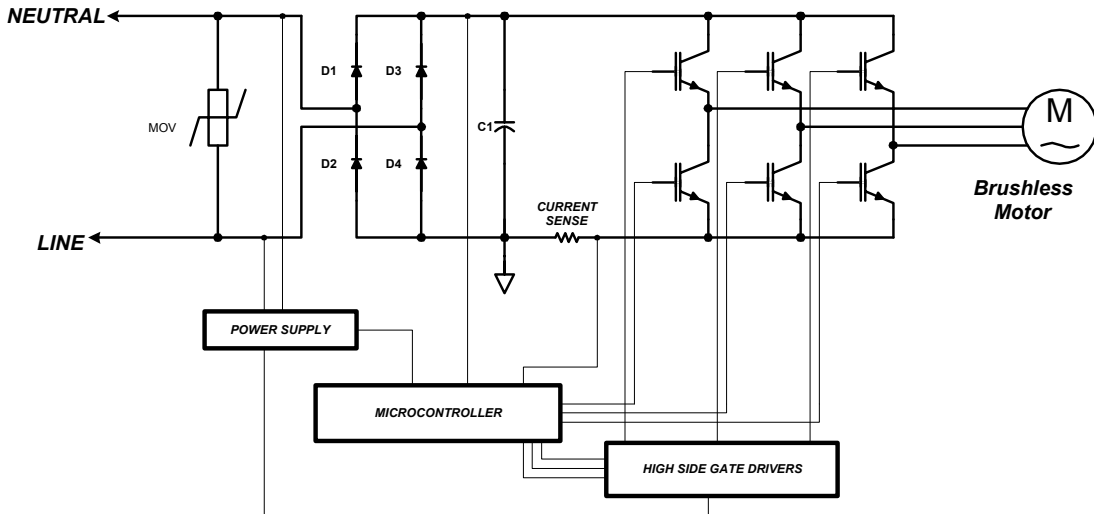 NEUTRAL
D1
D3
MOV
C1
D2
D4
M
Brushless
Motor
CURRENT
SENSE
LINE
POWER SUPPLY
MICROCONTROLLER
HIGH SIDE GATE DRIVERS